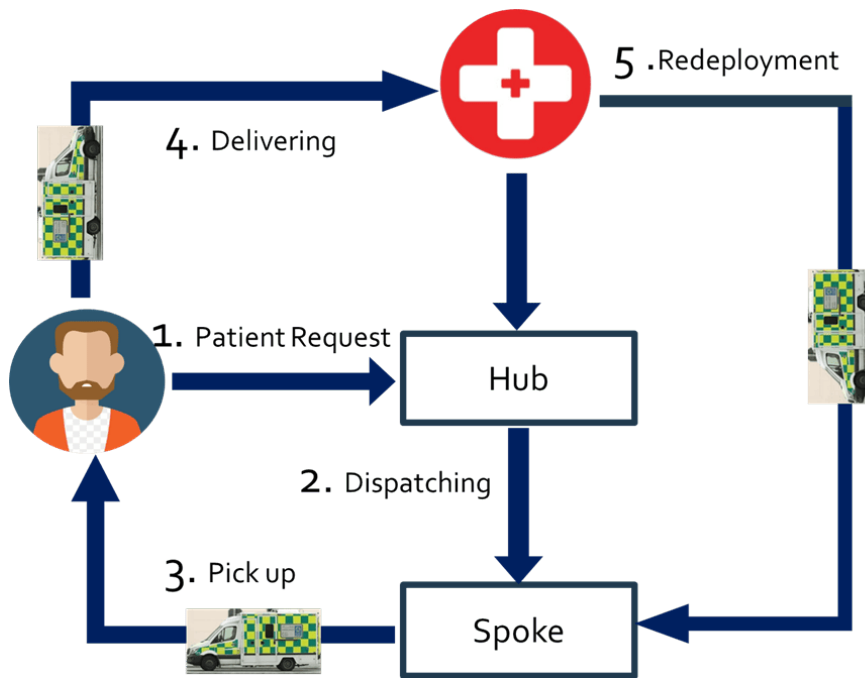 5 .Redeployment
4. Delivering
1. Patient Request
Hub
2. Dispatching
3. Pick up
Spoke